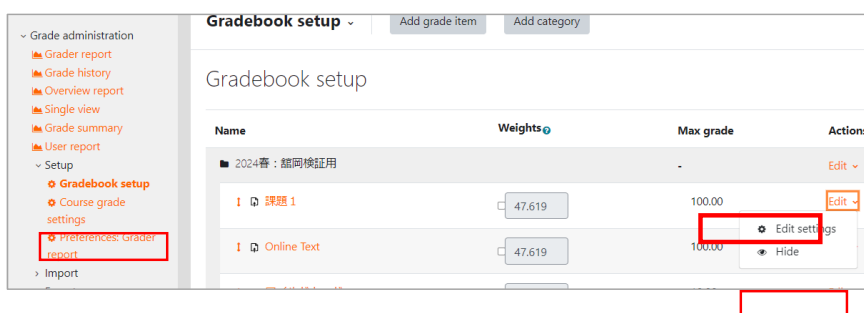 Grade administration
Grader report
Grade history
Overview report
Single view
Grade summary
User report
Setup
Gradebook setup
Course grade
settings
Preferences: Grader
report
Import
Gradebook setup
Add grade item
Add category
Gradebook setup
Name Weights Max grade Actions
2024春：舘岡検証用 - Edit
課題 1 47.619 100.00 Edit
Edit settings
Hide
Online Text 47.619 100.00